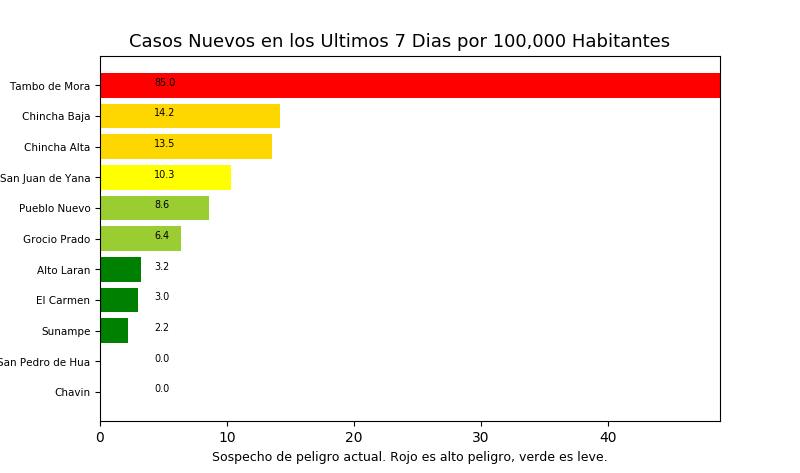 Casos Nuevos en los Ultimos 7 Dias por 100,000 Habitantes
Tambo de Mora 85.0
Chincha Baja 14.2
Chincha Alta 13.5
San Juan de Yana 10.3
Pueblo Nuevo 8.6
Grocio Prado 6.4
Alto Laran 3.2
El Carmen 3.0
Sunampe 2.2
San Pedro de Hua 0.0
Chavin 0.0
0 10 20 30 40
Sospecho de peligro actual. Rojo es alto peligro, verde es leve.